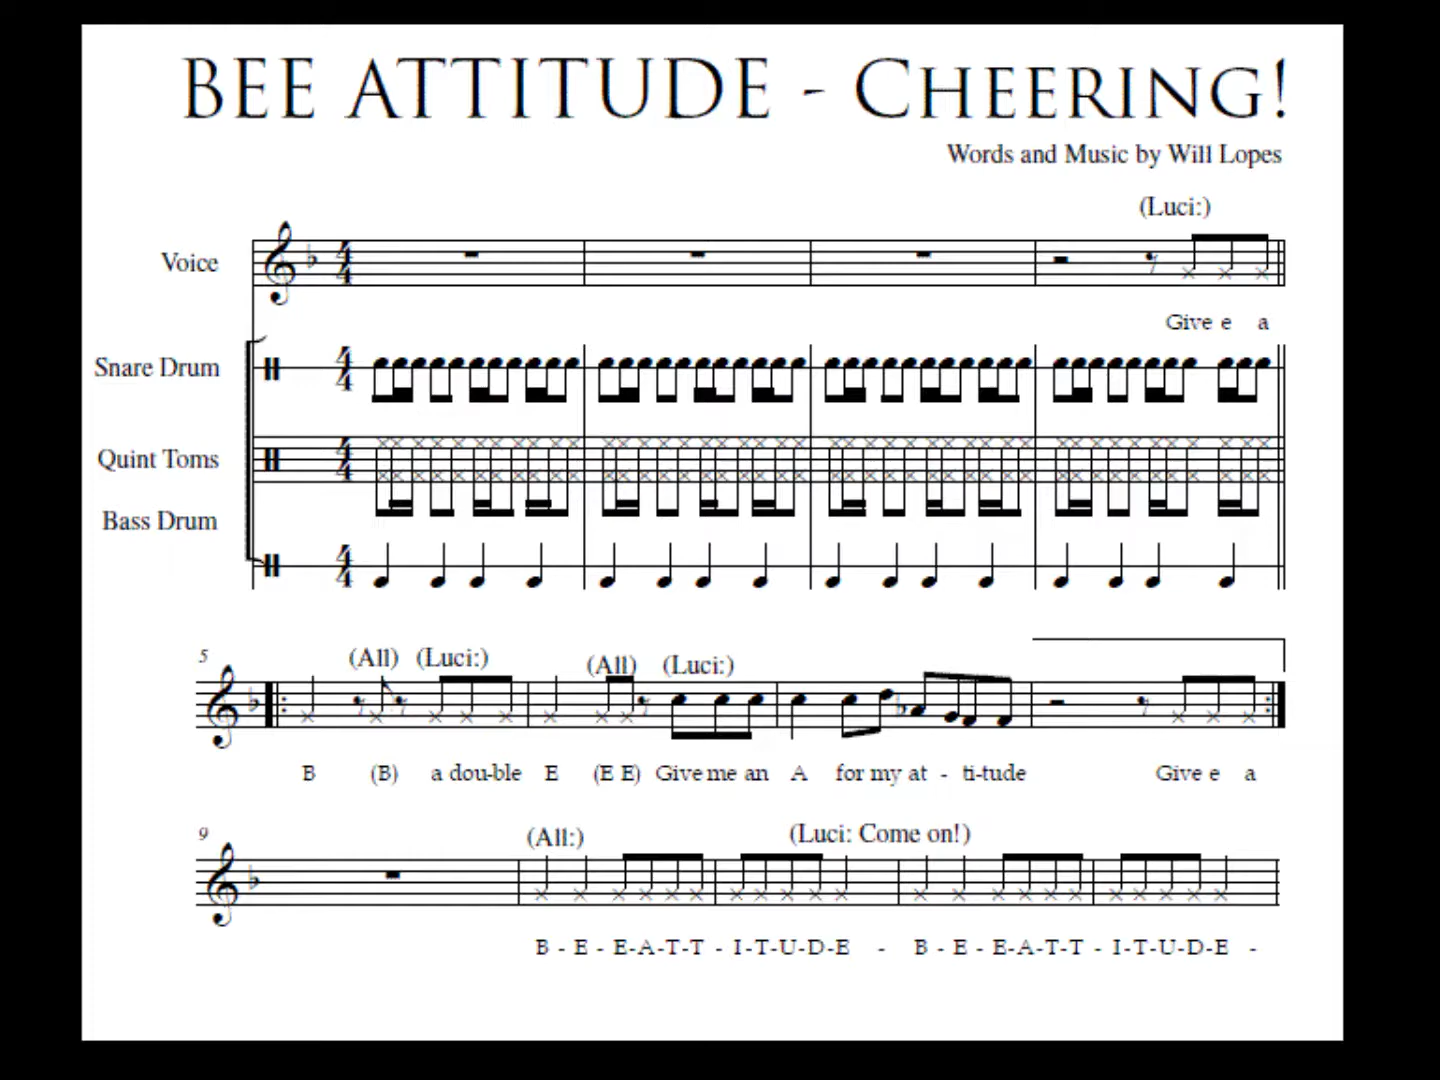 BEE ATTITUDE - CHEERING!
Words and Music by Will Lopes
(Luci:)
Voice
Give e a
Snare Drum
Quint Toms
Bass Drum
5
(All) (Luci:) (All) (Luci:)
B (B) a dou-ble E (E E) Give me an A for my at - ti-tude Give e a
9
(All:) (Luci: Come on!)
B - E - E-A-T-T - I-T-U-D-E - B - E - E-A-T-T - I-T-U-D-E -